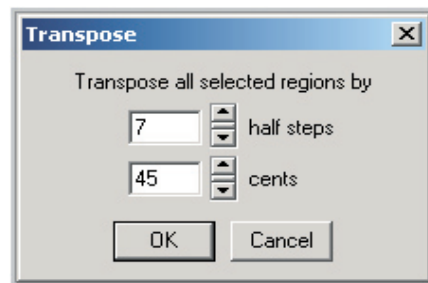 Transpose
Transpose all selected regions by
7 half steps
45 cents
OK Cancel